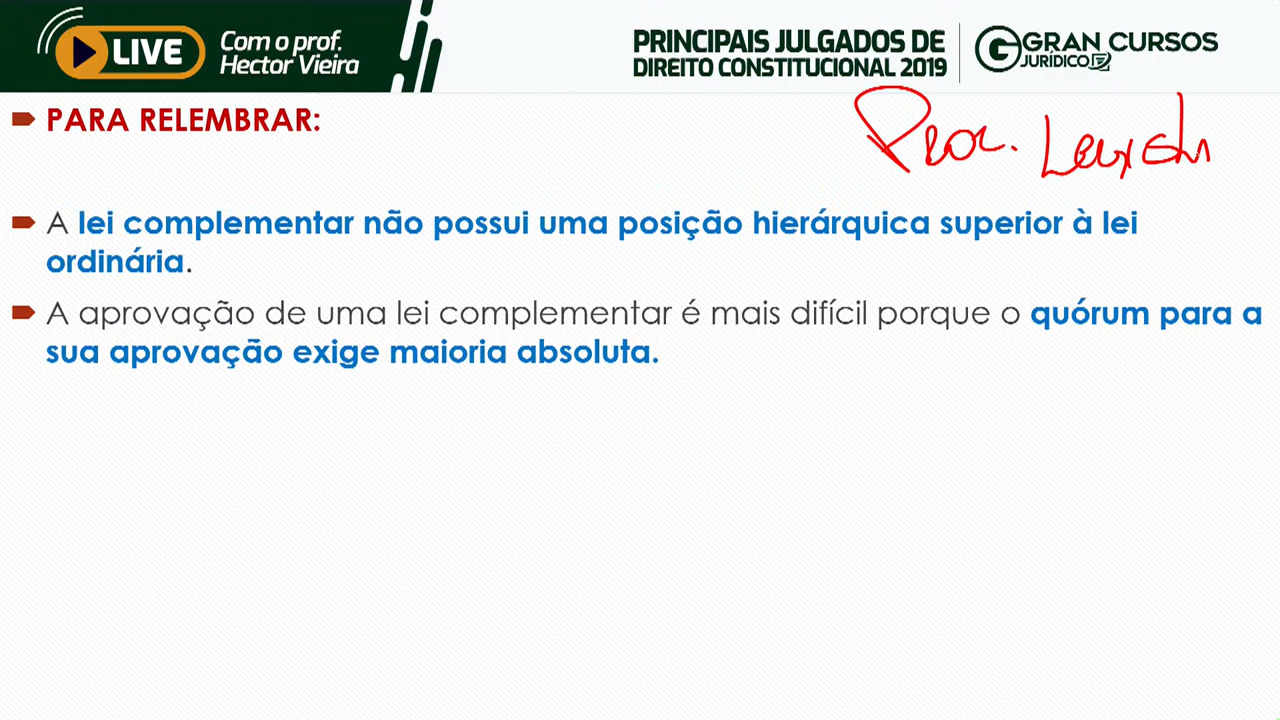 LIVE
Com o prof.
Hector Vieira
PRINCIPAIS JULGADOS DE
DIREITO CONSTITUCIONAL 2019
GRAN CURSOS
JURÍDICO
PARA RELEMBRAR:
Proc.
A lei complementar não possui uma posição hierárquica superior à lei
ordinária.
A aprovação de uma lei complementar é mais difícil porque o quórum para a
sua aprovação exige maioria absoluta.